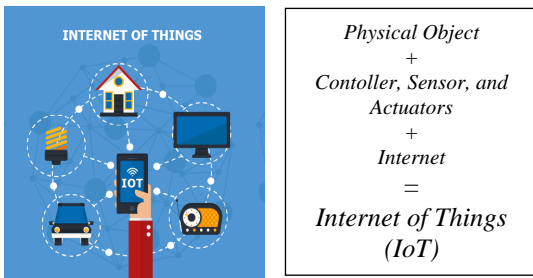 INTERNET OF THINGS
IOT
Physical Object
+
Contoller, Sensor, and
Actuators
+
Internet
=
Internet of Things
(IoT)